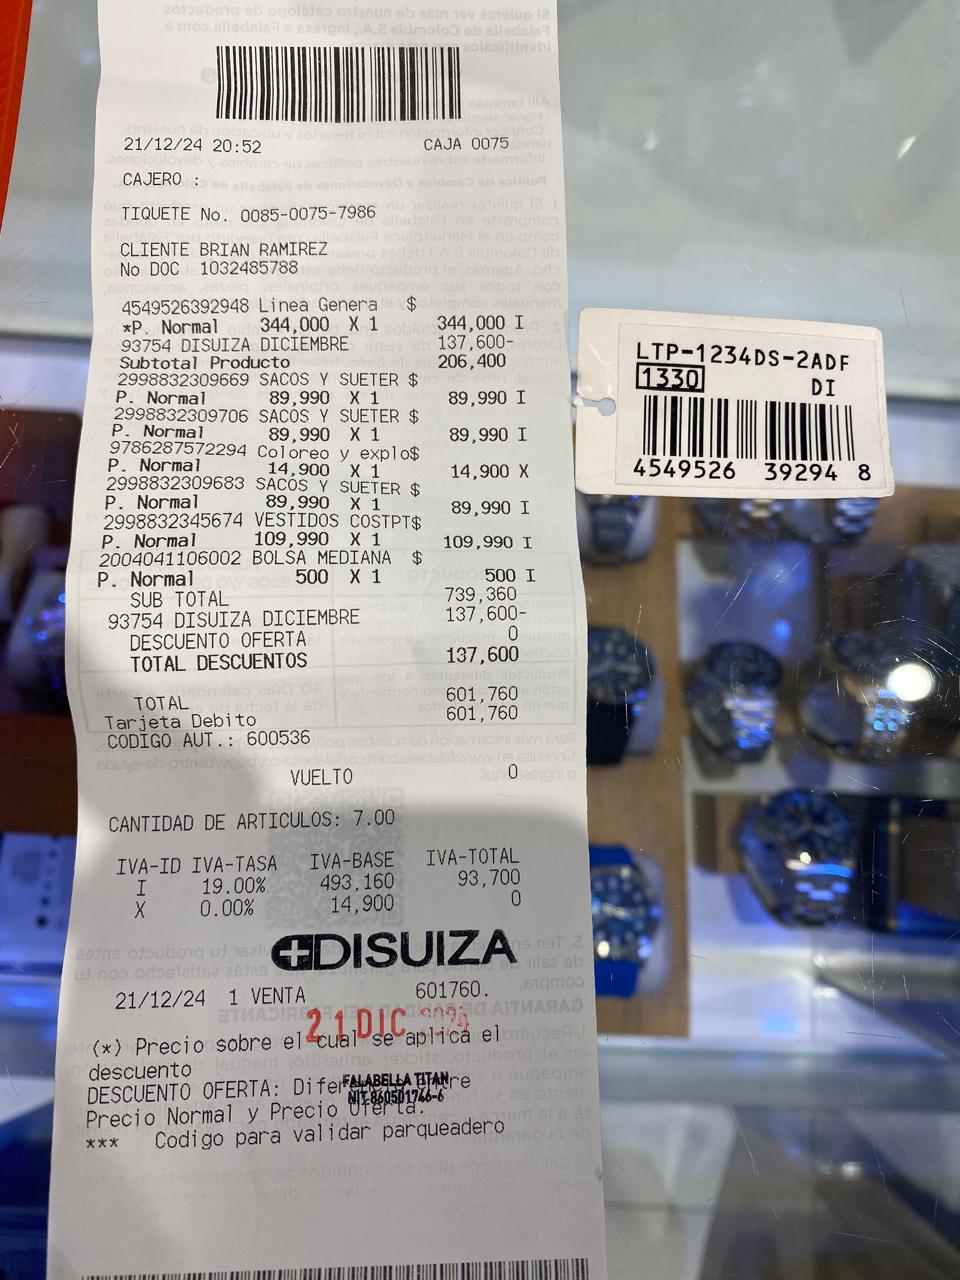 21/12/24 20:52 CAJA 0075
CAJERO :
TIQUETE No. 0085-0075-7986
CLIENTE BRIAN RAMIREZ
No DOC 1032485788
4549526392948 Linea Genera $
*P. Normal 344,000 X 1 344,000 I
93754 DISUIZA DICIEMBRE 137,600-
Subtotal Producto 206,400
2998832309669 SACOS Y SUETER $
P. Normal 89,990 X 1 89,990 I
2998832309706 SACOS Y SUETER $
P. Normal 89,990 X 1 89,990 I
9786287572294 Coloreo y explo$
P. Normal 14,900 X 1 14,900 X
2998832309683 SACOS Y SUETER $
P. Normal 89,990 X 1 89,990 I
2998832345674 VESTIDOS COSTPT$
P. Normal 109,990 X 1 109,990 I
2004041106002 BOLSA MEDIANA $
P. Normal 500 X 1 500 I
SUB TOTAL 739,360
93754 DISUIZA DICIEMBRE 137,600-
DESCUENTO OFERTA 0
TOTAL DESCUENTOS 137,600
TOTAL 601,760
Tarjeta Debito 601,760
CODIGO AUT.: 600536
VUELTO 0
CANTIDAD DE ARTICULOS: 7.00
IVA-ID IVA-TASA IVA-BASE IVA-TOTAL
I 19.00% 493,160 93,700
X 0.00% 14,900 0
DISUIZA
21/12/24 1 VENTA 601760.
21 DIC 2024
(*) Precio sobre el cual se aplica el
descuento
DESCUENTO OFERTA: Diferencia entre
FALABELLA TITAN
NIT-860501746-6
Precio Normal y Precio Oferta.
*** Codigo para validar parqueadero
LTP-1234DS-2ADF
1330 DI
4549526 39294 8